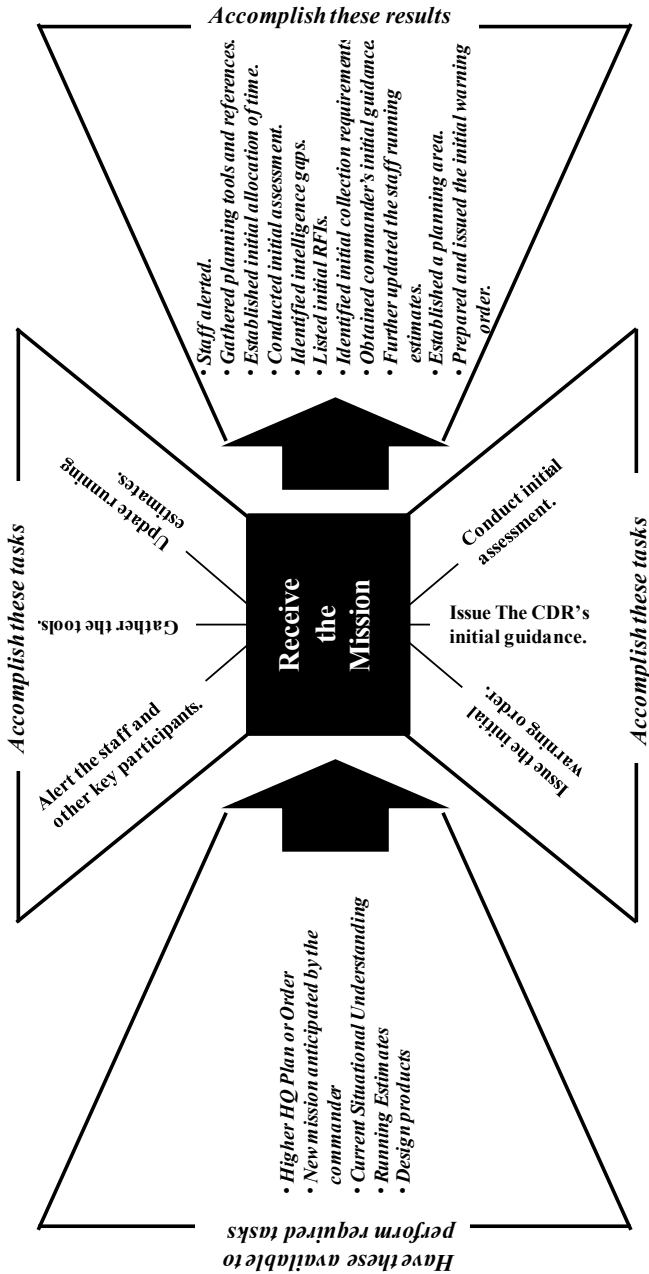 Have these available to
perform required tasks
• Higher HQ Plan or Order
• New mission anticipated by the
commander
• Current Situational Understanding
• Running Estimates
• Design products
Accomplish these tasks
Alert the staff and
other key participants.
Gather the tools.
Update running
estimates.
Receive
the
Mission
Issue the initial
warning order.
Issue The CDR's
initial guidance.
Conduct initial
assessment.
Accomplish these tasks
Accomplish these results
• Staff alerted.
• Gathered planning tools and references.
• Established initial allocation of time.
• Conducted initial assessment.
• Identified intelligence gaps.
• Listed initial RFIs.
• Identified initial collection requirements
• Obtained commander's initial guidance.
• Further updated the staff running
estimates.
• Established a planning area.
• Prepared and issued the initial warning
order.